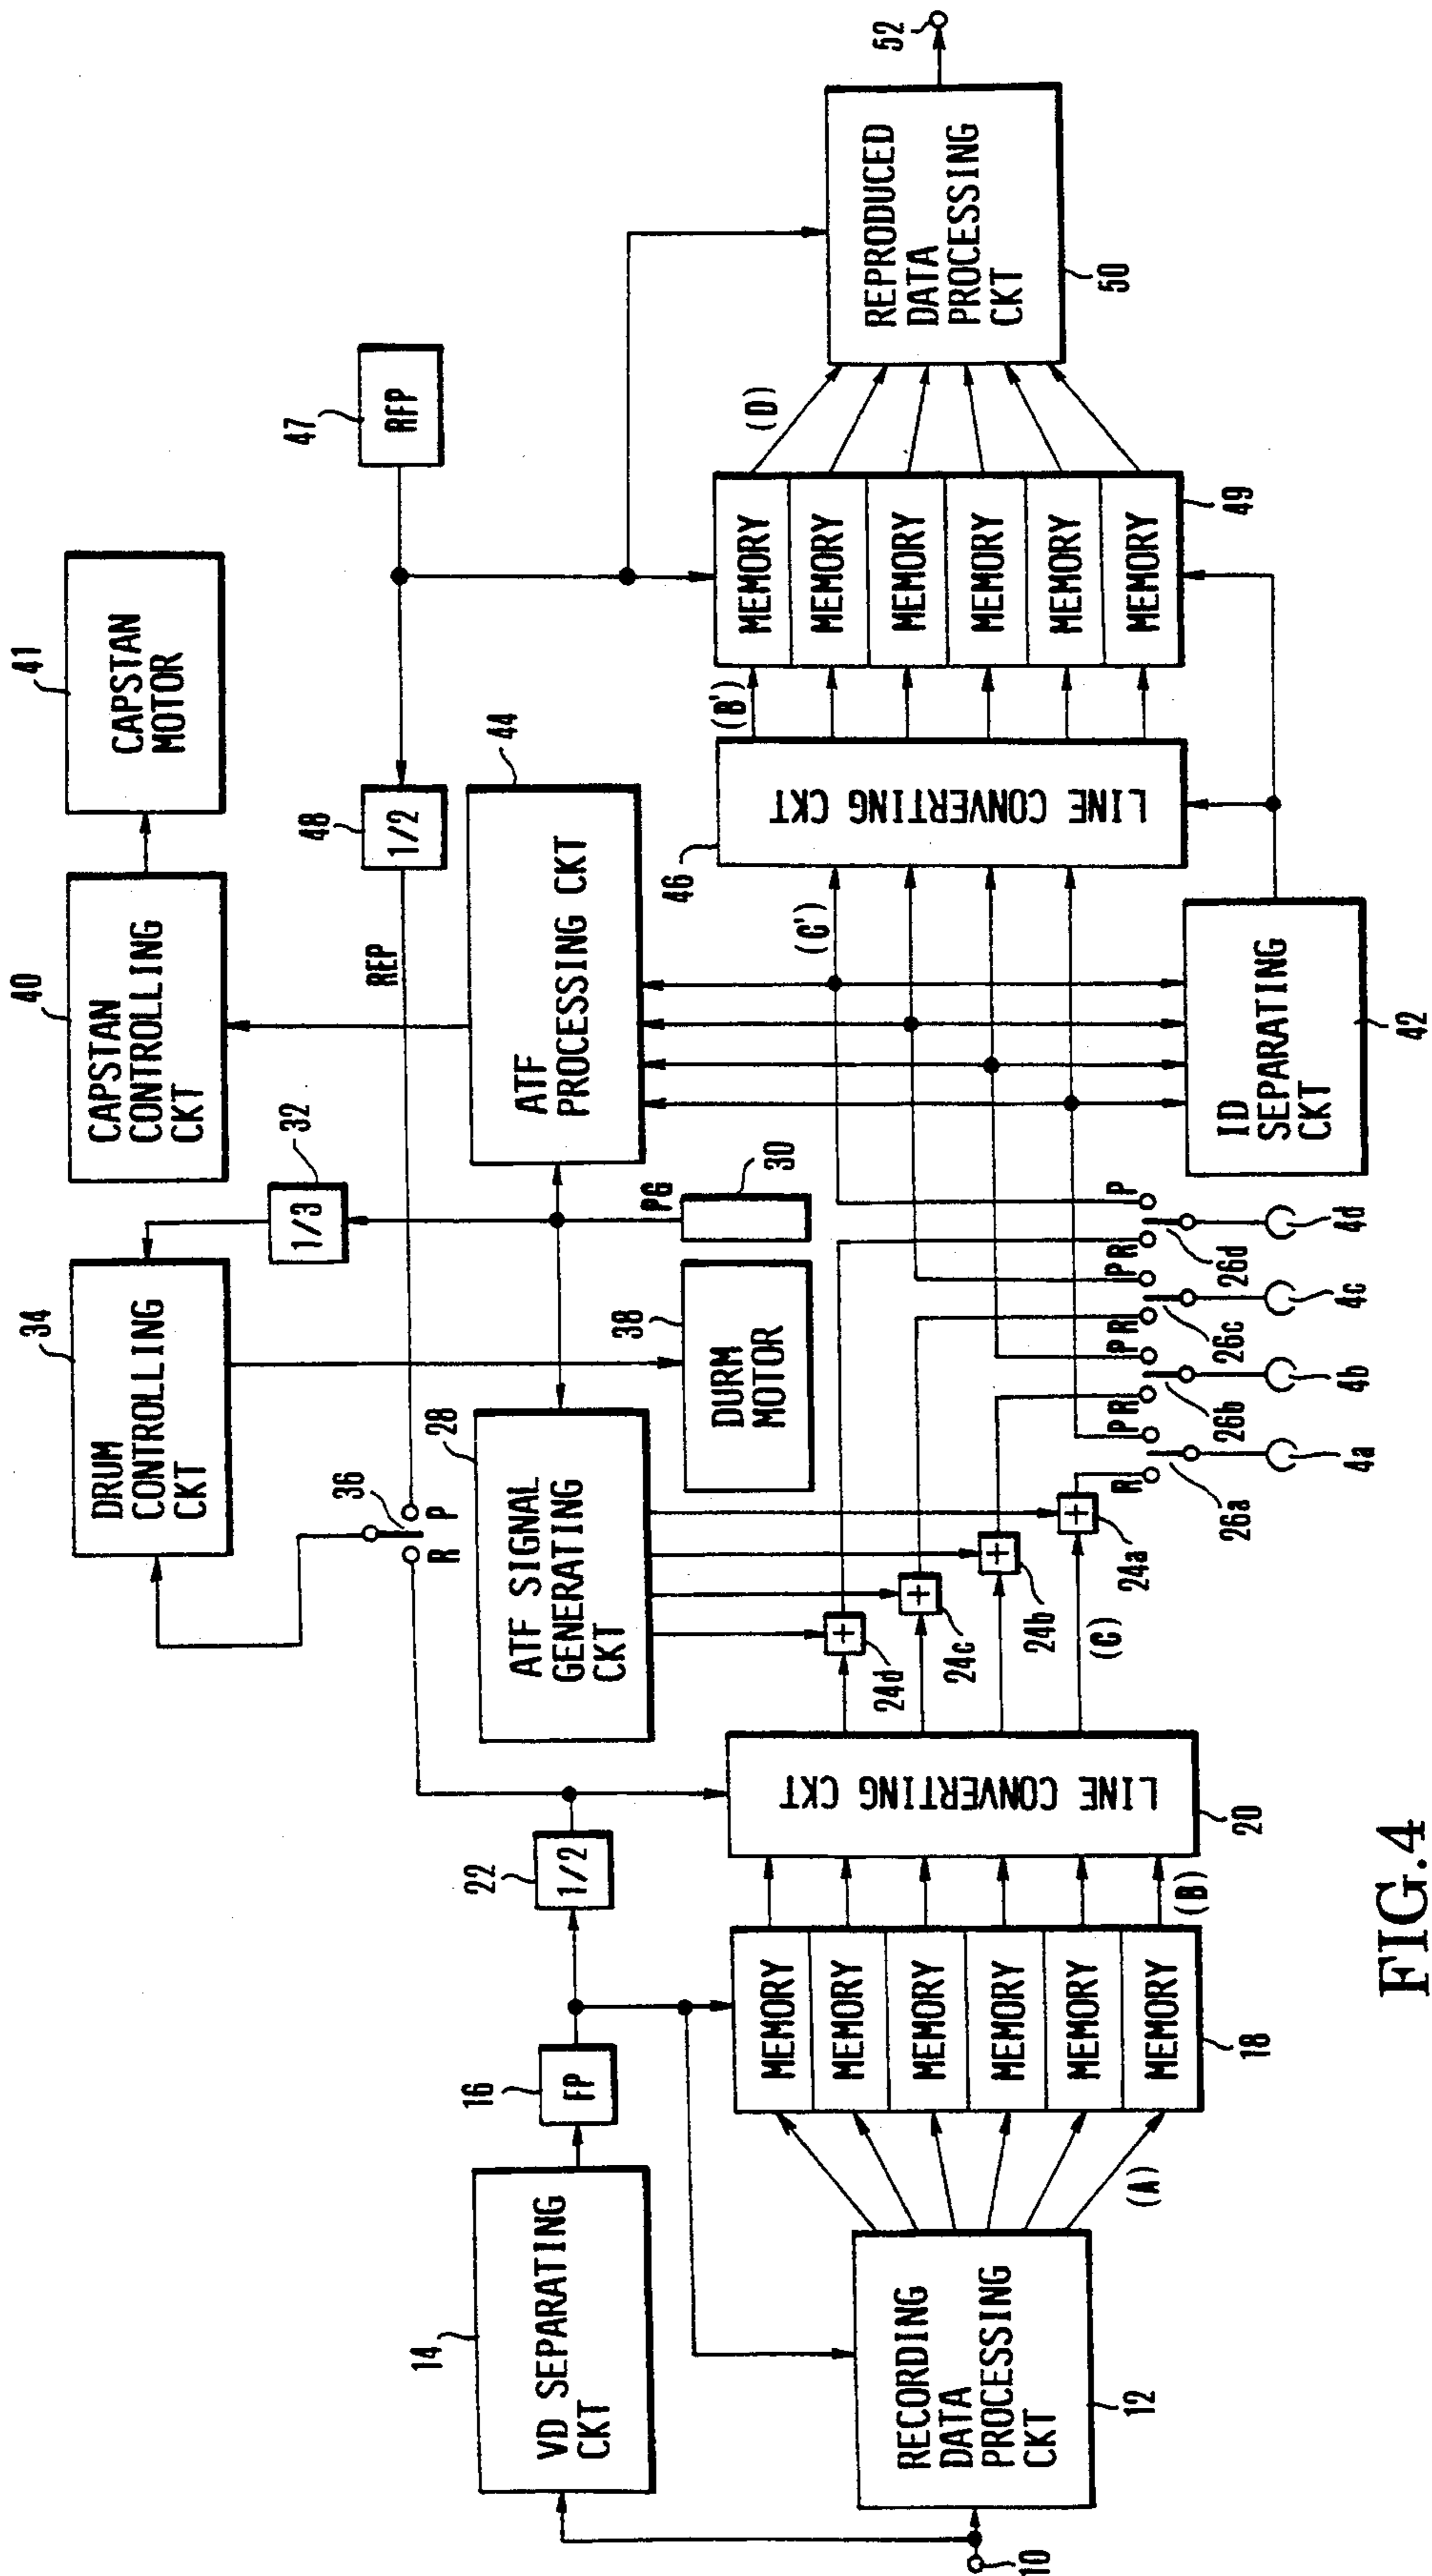 41
CAPSTAN
MOTOR
40
CAPSTAN
CONTROLLING
CKT
34
DRUM
CONTROLLING
CKT
32
1/3
36
R
P
REP
48
1/2
47
RFP
14
VD SEPARATING
CKT
16
FP
22
1/2
28
ATF SIGNAL
GENERATING
CKT
38
DURM
MOTOR
PG
30
44
ATF
PROCESSING CKT
10
12
RECORDING
DATA
PROCESSING
CKT
(A)
MEMORY
MEMORY
MEMORY
MEMORY
MEMORY
MEMORY
18
(B)
LINE CONVERTING CKT
20
(C)
24d
+
24c
+
24b
+
24a
+
R
P
R
P
R
P
R
P
26a
26b
26c
26d
4a
4b
4c
4d
ID
SEPARATING
CKT
42
(C')
46
LINE CONVERTING CKT
(B')
MEMORY
MEMORY
MEMORY
MEMORY
MEMORY
MEMORY
49
(D)
REPRODUCED
DATA
PROCESSING
CKT
50
52
FIG.4